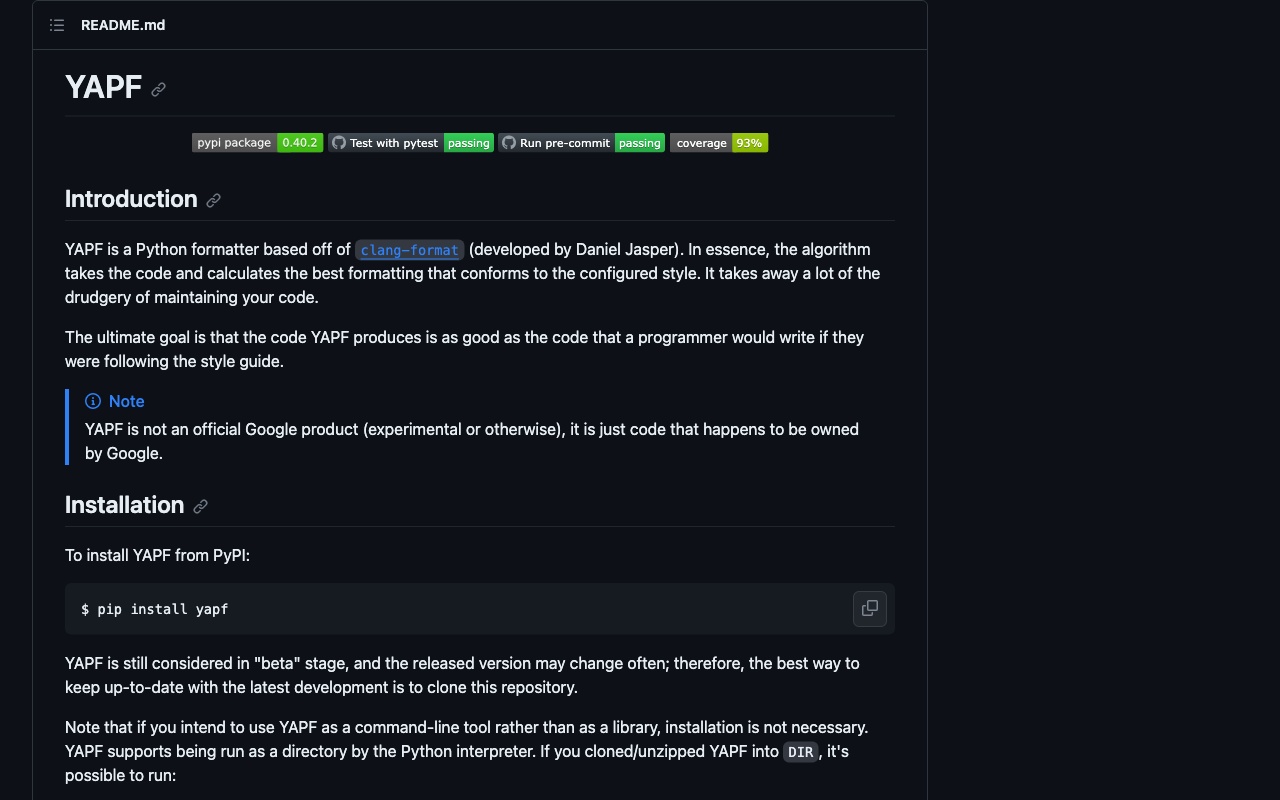 README.md
YAPF
pypi package 0.40.2 Test with pytest passing Run pre-commit passing coverage 93%
Introduction
YAPF is a Python formatter based off of clang-format (developed by Daniel Jasper). In essence, the algorithm
takes the code and calculates the best formatting that conforms to the configured style. It takes away a lot of the
drudgery of maintaining your code.
The ultimate goal is that the code YAPF produces is as good as the code that a programmer would write if they
were following the style guide.
Note
YAPF is not an official Google product (experimental or otherwise), it is just code that happens to be owned
by Google.
Installation
To install YAPF from PyPI:
$ pip install yapf
YAPF is still considered in "beta" stage, and the released version may change often; therefore, the best way to
keep up-to-date with the latest development is to clone this repository.
Note that if you intend to use YAPF as a command-line tool rather than as a library, installation is not necessary.
YAPF supports being run as a directory by the Python interpreter. If you cloned/unzipped YAPF into DIR, it's
possible to run: